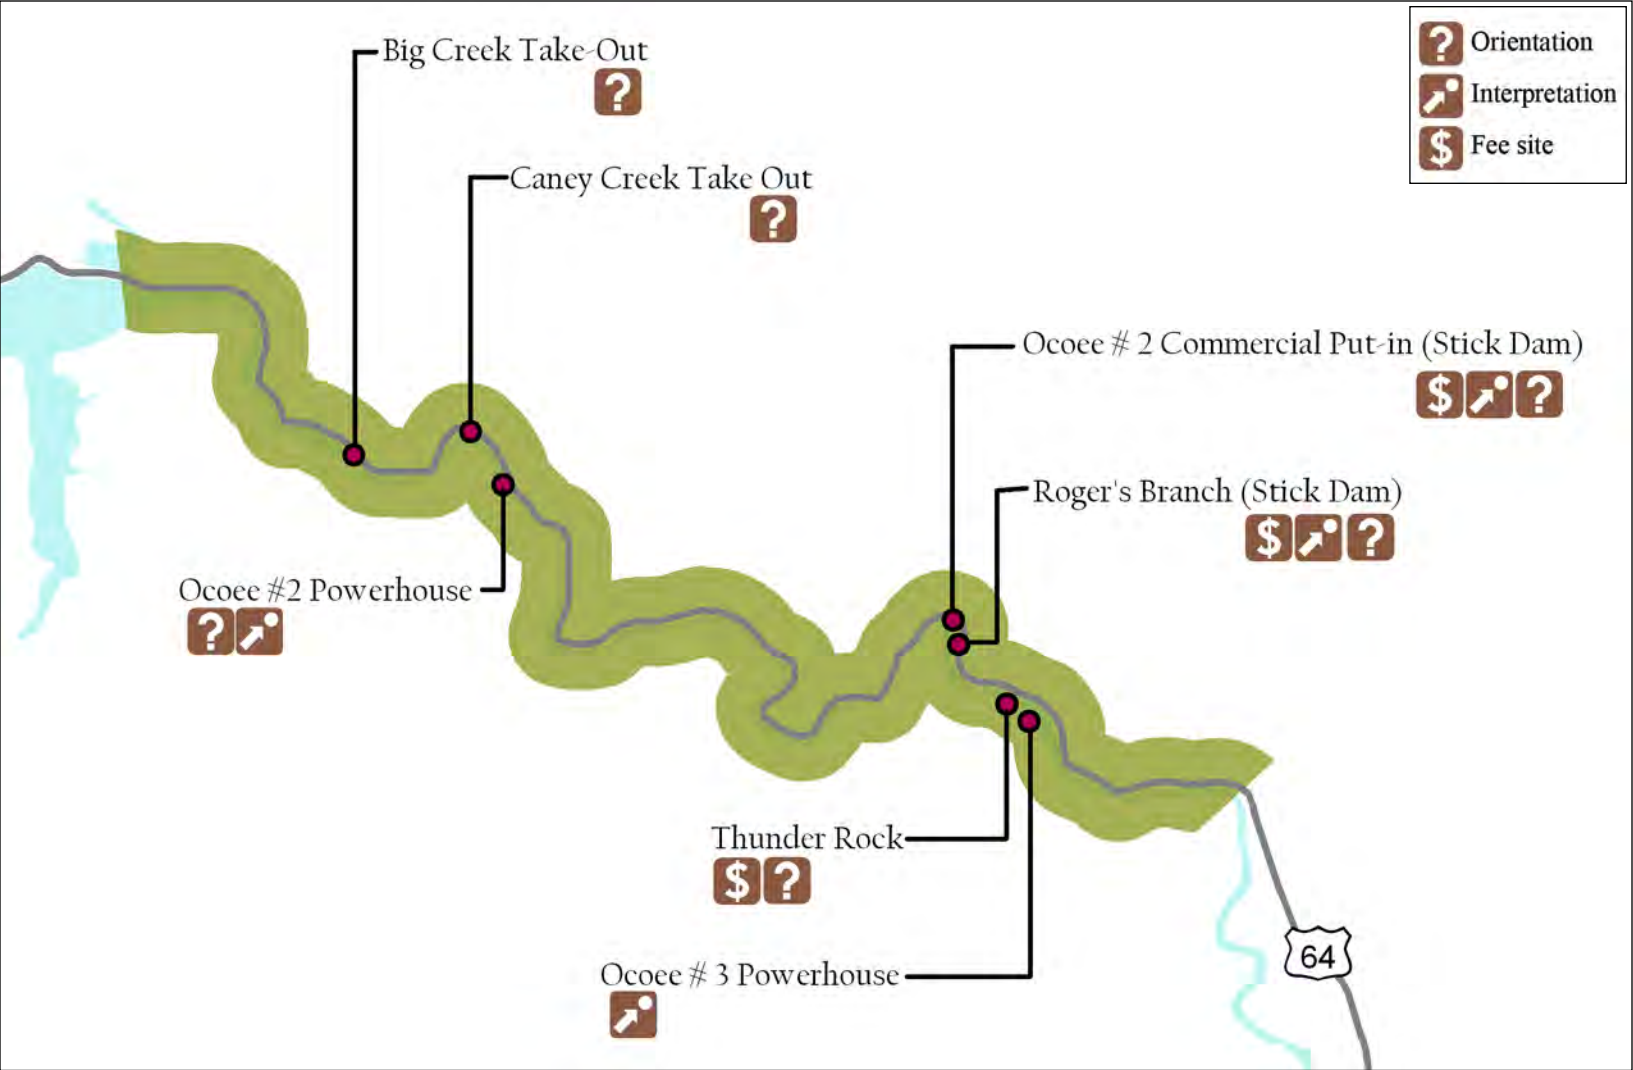 Big Creek Take-Out
?
Orientation
?
Interpretation
$ Fee site
Caney Creek Take Out
?
Ocoee # 2 Commercial Put-in (Stick Dam)
$ ?
Roger's Branch (Stick Dam)
$ ?
Ocoee #2 Powerhouse
?
Thunder Rock
$ ?
Ocoee # 3 Powerhouse
64